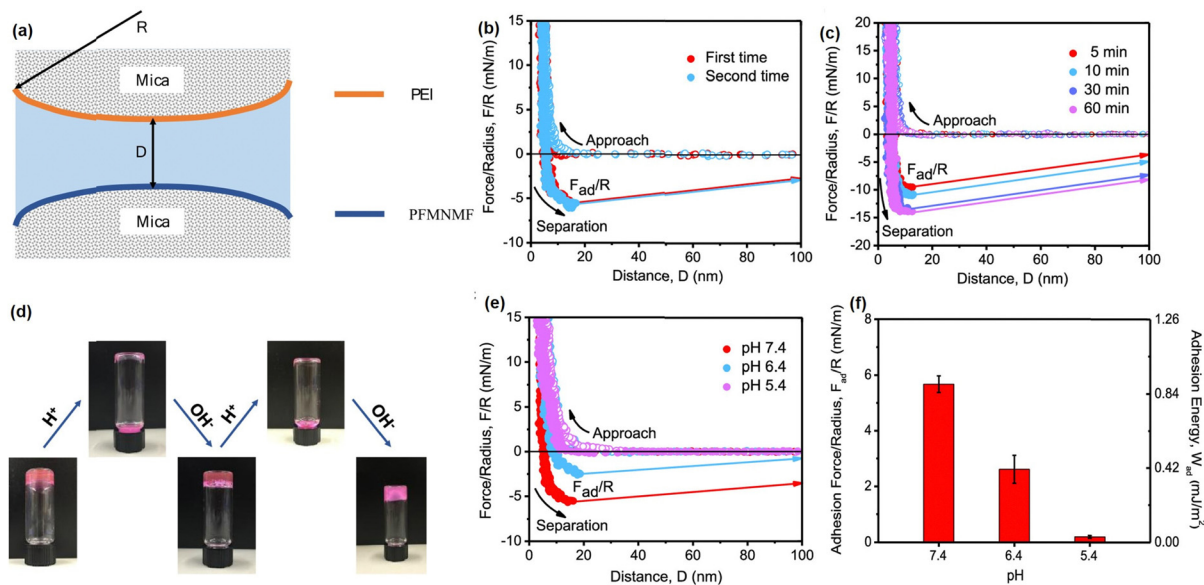 (a)
R
Mica
D
Mica
PEI
PFMNMF
(b)
15
10
5
0
-5
-10
0 20 40 60 80 100
Force/Radius, F/R (mN/m)
Distance, D (nm)
First time
Second time
Approach
Fad/R
Separation
(c)
20
15
10
5
0
-5
-10
-15
-20
0 20 40 60 80 100
Force/Radius, F/R (mN/m)
Distance, D (nm)
5 min
10 min
30 min
60 min
Approach
Fad/R
Separation
(d)
H+
OH-
H+
OH-
(e)
15
10
5
0
-5
-10
0 20 40 60 80 100
Force/Radius, F/R (mN/m)
Distance, D (nm)
pH 7.4
pH 6.4
pH 5.4
Approach
Fad/R
Separation
(f)
8
6
4
2
0
7.4 6.4 5.4
pH
Adhesion Force/Radius, Fad/R (mN/m)
1.26
0.84
0.42
0.00
Adhesion Energy, Wad (mJ/m2)